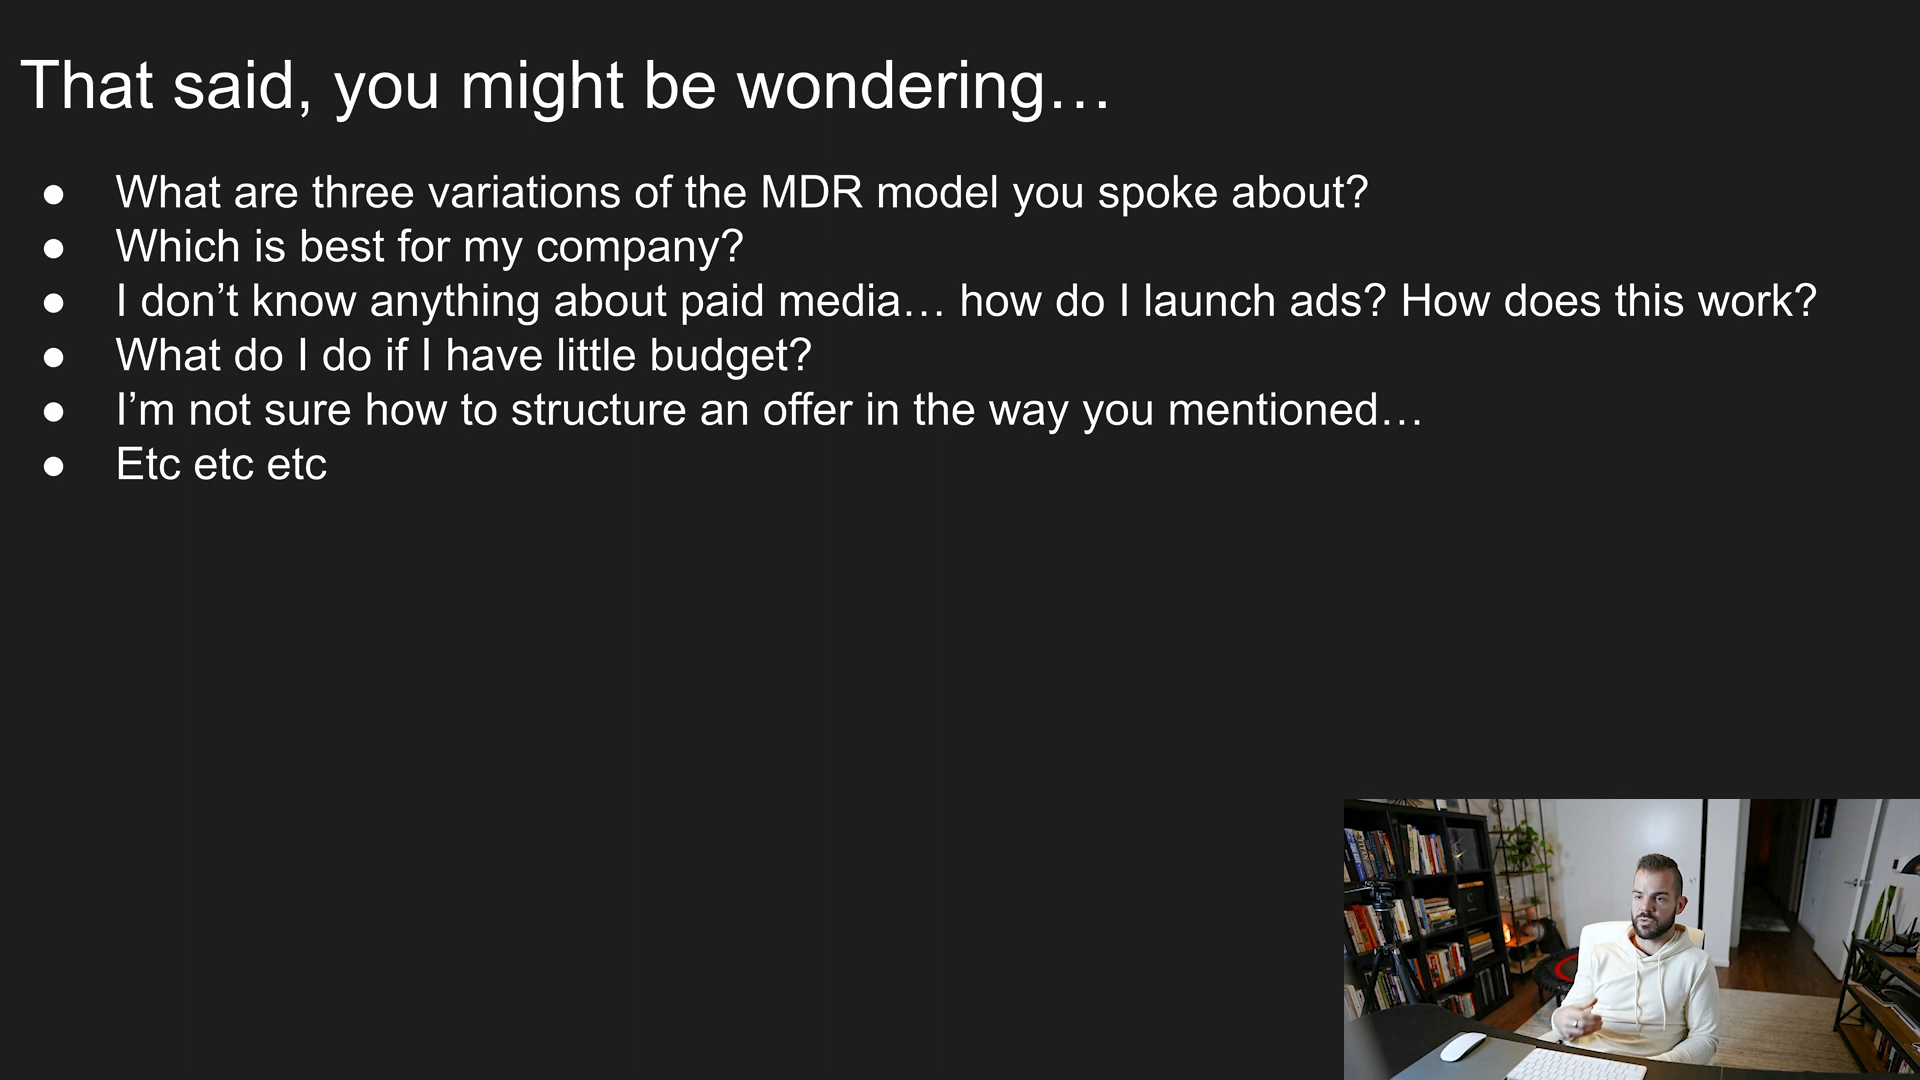 That said, you might be wondering…
● What are three variations of the MDR model you spoke about?
● Which is best for my company?
● I don’t know anything about paid media… how do I launch ads? How does this work?
● What do I do if I have little budget?
● I’m not sure how to structure an offer in the way you mentioned…
● Etc etc etc